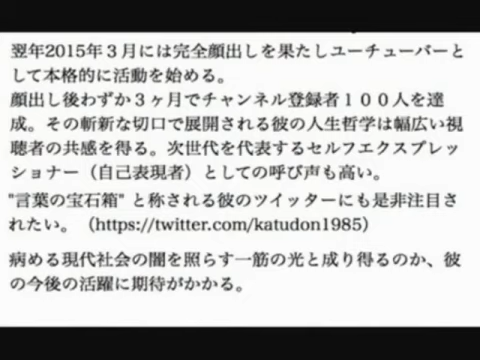 翌年2015年３月には完全顔出しを果たしユーチューバーと
して本格的に活動を始める。
顔出し後わずか３ヶ月でチャンネル登録者１００人を達
成。その斬新な切口で展開される彼の人生哲学は幅広い視
聴者の共感を得る。次世代を代表するセルフエクスプレッ
ショナー（自己表現者）としての呼び声も高い。
"言葉の宝石箱" と称される彼のツイッターにも是非注目さ
れたい。（https://twitter.com/katudon1985）
病める現代社会の闇を照らす一筋の光と成り得るのか、彼
の今後の活躍に期待がかかる。